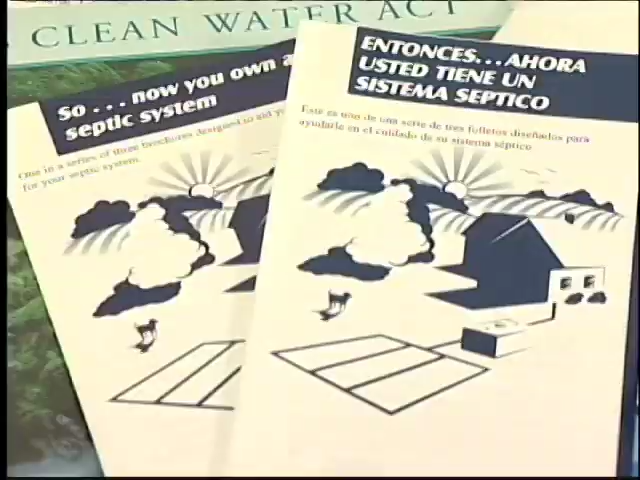 CLEAN WATER ACT
So . . . now you own a
septic system
One in a series of three brochures designed to aid y
for your septic system.
ENTONCES...AHORA
USTED TIENE UN
SISTEMA SEPTICO
Este es uno de una serie de tres folletos diseñados para
ayudarle en el cuidado de su sistema séptico.